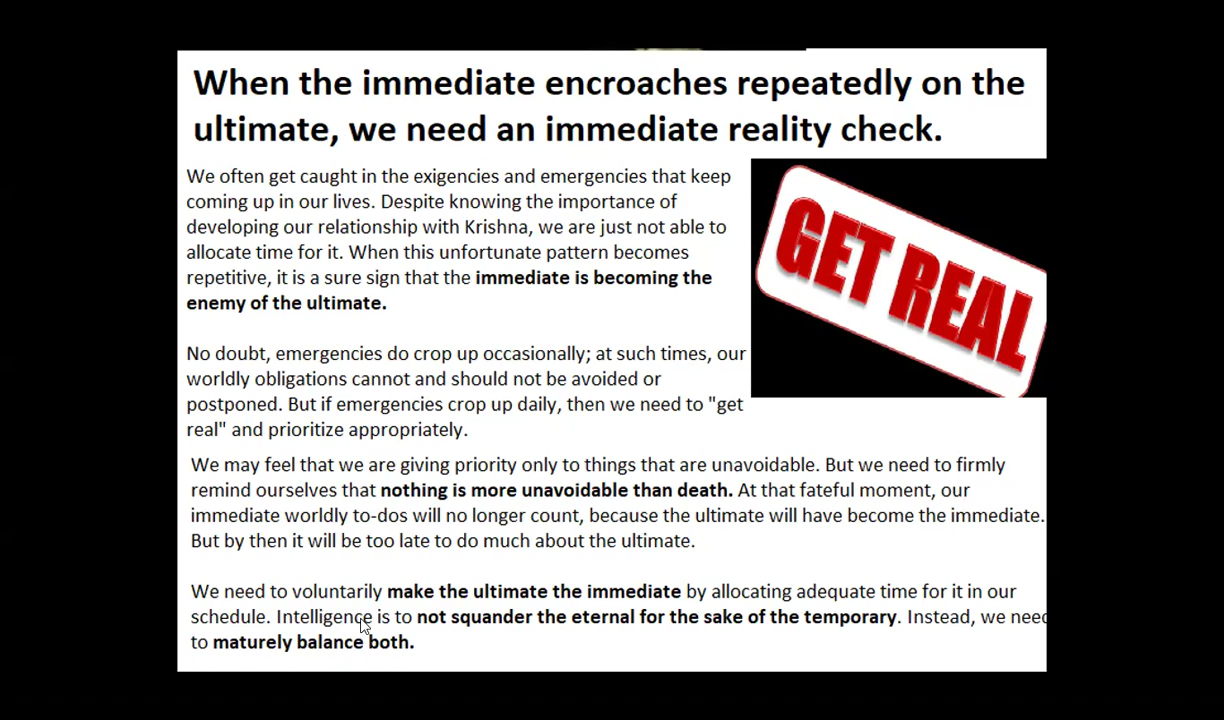 When the immediate encroaches repeatedly on the
ultimate, we need an immediate reality check.
We often get caught in the exigencies and emergencies that keep
coming up in our lives. Despite knowing the importance of
developing our relationship with Krishna, we are just not able to
allocate time for it. When this unfortunate pattern becomes
repetitive, it is a sure sign that the immediate is becoming the
enemy of the ultimate.
GET REAL
No doubt, emergencies do crop up occasionally; at such times, our
worldly obligations cannot and should not be avoided or
postponed. But if emergencies crop up daily, then we need to "get
real" and prioritize appropriately.
We may feel that we are giving priority only to things that are unavoidable. But we need to firmly
remind ourselves that nothing is more unavoidable than death. At that fateful moment, our
immediate worldly to-dos will no longer count, because the ultimate will have become the immediate.
But by then it will be too late to do much about the ultimate.
We need to voluntarily make the ultimate the immediate by allocating adequate time for it in our
schedule. Intelligence is to not squander the eternal for the sake of the temporary. Instead, we need
to maturely balance both.